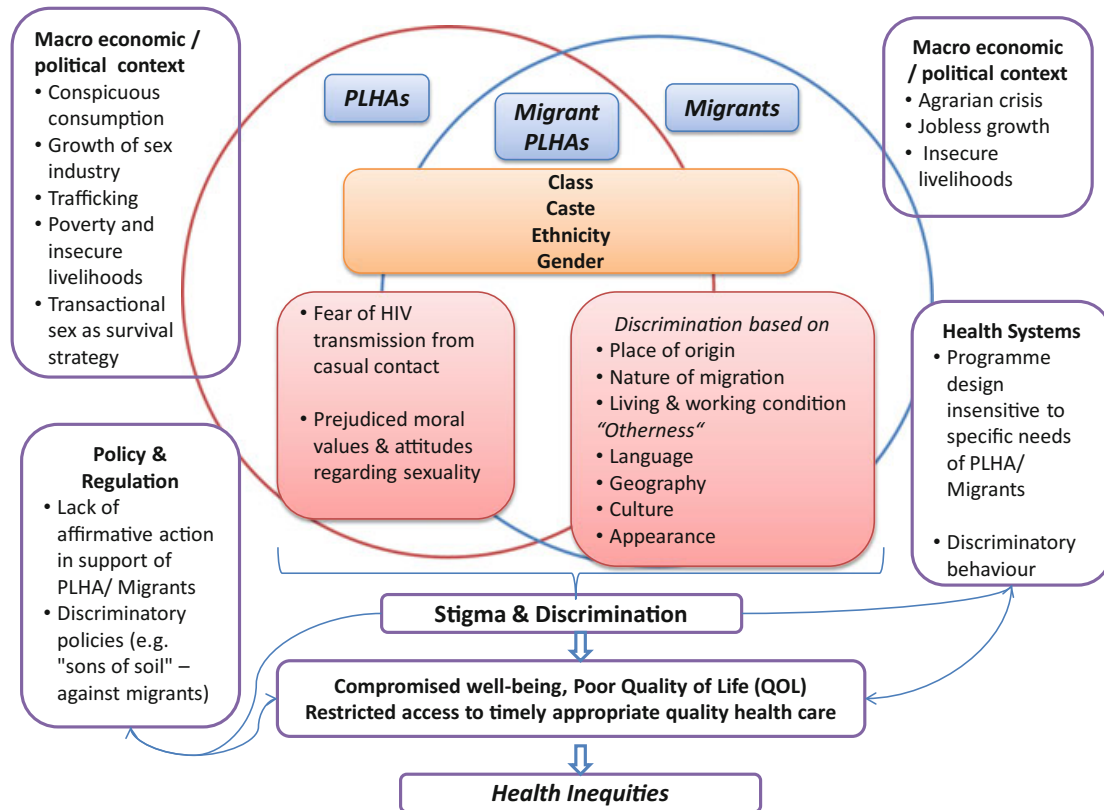 Macro economic /
political context
• Conspicuous
consumption
• Growth of sex
industry
• Trafficking
• Poverty and
insecure
livelihoods
• Transactional
sex as survival
strategy
PLHAs
Migrant
PLHAs
Migrants
Macro economic
/ political context
• Agrarian crisis
• Jobless growth
• Insecure
livelihoods
Class
Caste
Ethnicity
Gender
• Fear of HIV
transmission from
casual contact
• Prejudiced moral
values & attitudes
regarding sexuality
Discrimination based on
• Place of origin
• Nature of migration
• Living & working condition
“Otherness“
• Language
• Geography
• Culture
• Appearance
Health Systems
• Programme
design
insensitive to
specific needs
of PLHA/
Migrants
• Discriminatory
behaviour
Policy &
Regulation
• Lack of
affirmative action
in support of
PLHA/ Migrants
• Discriminatory
policies (e.g.
"sons of soil" –
against migrants)
Stigma & Discrimination
Compromised well-being, Poor Quality of Life (QOL)
Restricted access to timely appropriate quality health care
Health Inequities